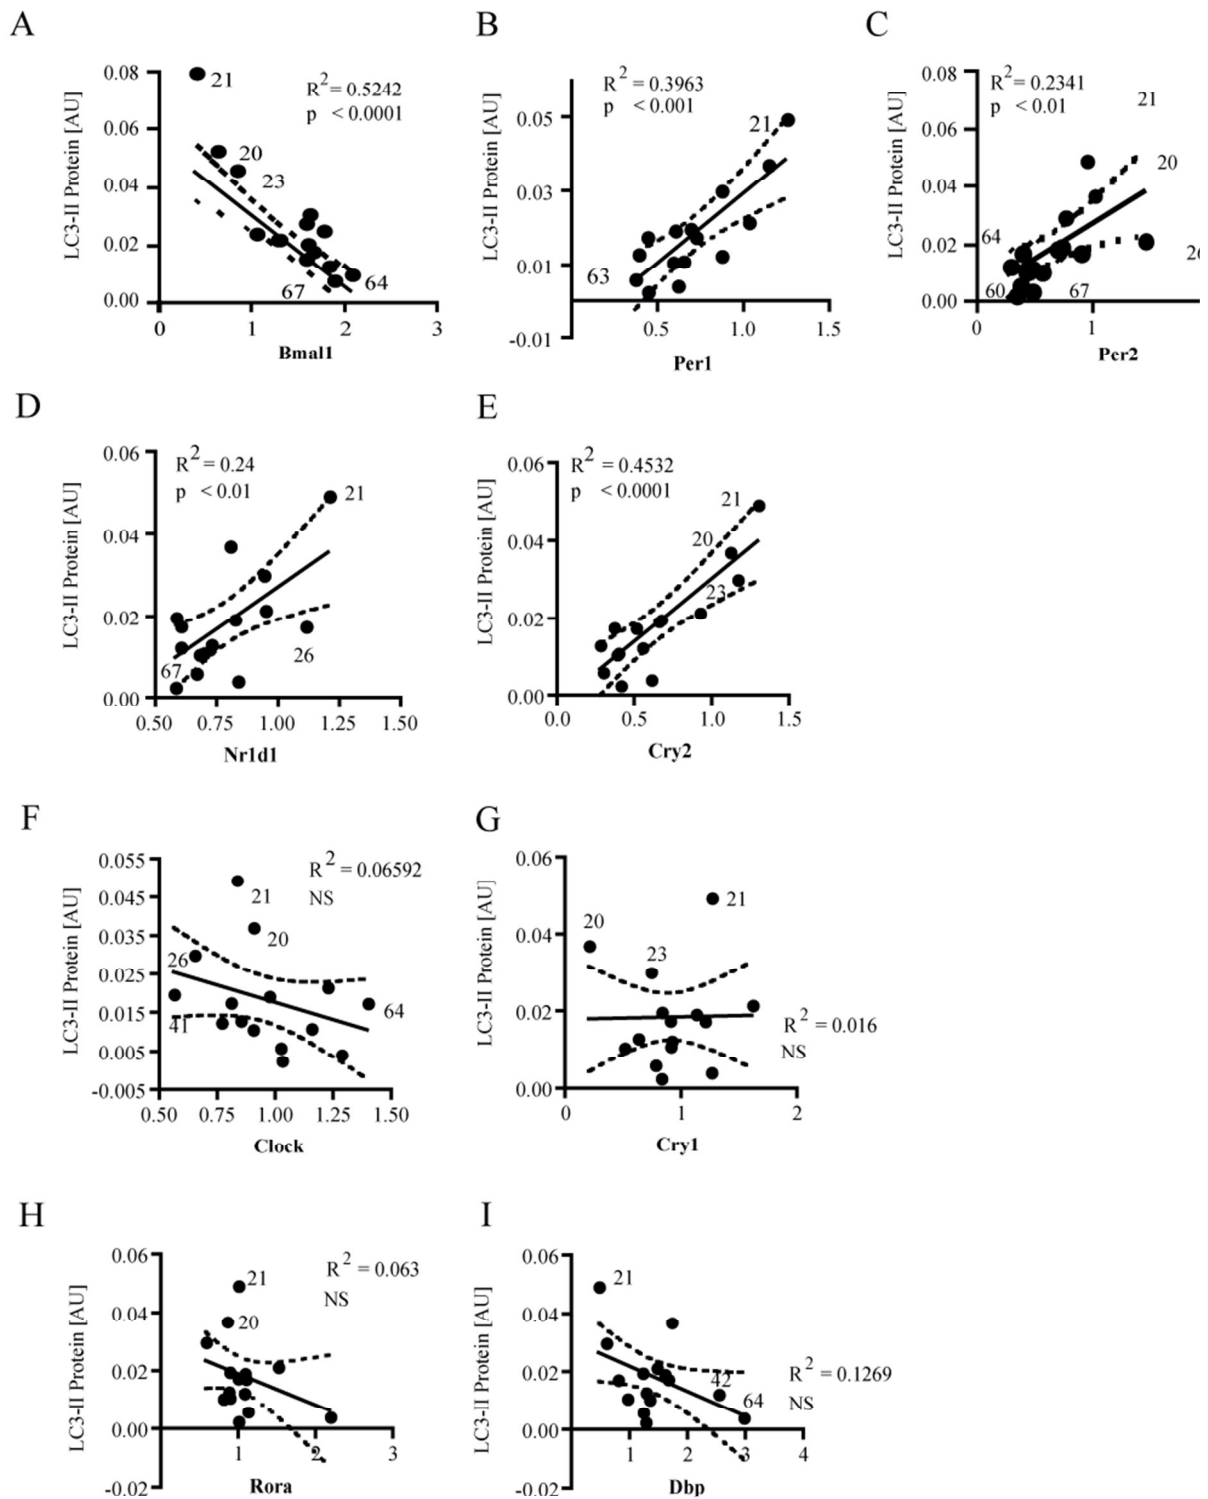 A
LC3-II Protein [AU]
0.08
0.06
0.04
0.02
0.00
R2 = 0.5242
p < 0.0001
21
20
23
67
64
0
1
2
3
Bmal1
B
LC3-II Protein [AU]
0.05
0.03
0.01
-0.01
R2 = 0.3963
p < 0.001
21
63
0.5
1.0
1.5
Per1
C
LC3-II Protein [AU]
0.08
0.06
0.04
0.02
0.00
R2 = 0.2341
p < 0.01
21
20
64
60
67
0
1
Per2
D
LC3-II Protein [AU]
0.06
0.04
0.02
0.00
R2 = 0.24
p < 0.01
21
67
26
0.50
0.75
1.00
1.25
1.50
Nr1d1
E
LC3-II Protein [AU]
0.06
0.04
0.02
0.00
R2 = 0.4532
p < 0.0001
21
20
23
0.0
0.5
1.0
1.5
Cry2
F
LC3-II Protein [AU]
0.055
0.045
0.035
0.025
0.015
0.005
-0.005
R2 = 0.06592
NS
21
20
26
64
41
0.50
0.75
1.00
1.25
1.50
Clock
G
LC3-II Protein [AU]
0.06
0.04
0.02
0.00
21
20
23
R2 = 0.016
NS
0
1
2
Cry1
H
LC3-II Protein [AU]
0.06
0.04
0.02
0.00
-0.02
R2 = 0.063
NS
21
20
1
2
3
Rora
I
LC3-II Protein [AU]
0.06
0.04
0.02
0.00
-0.02
21
42
64
R2 = 0.1269
NS
1
2
3
4
Dbp